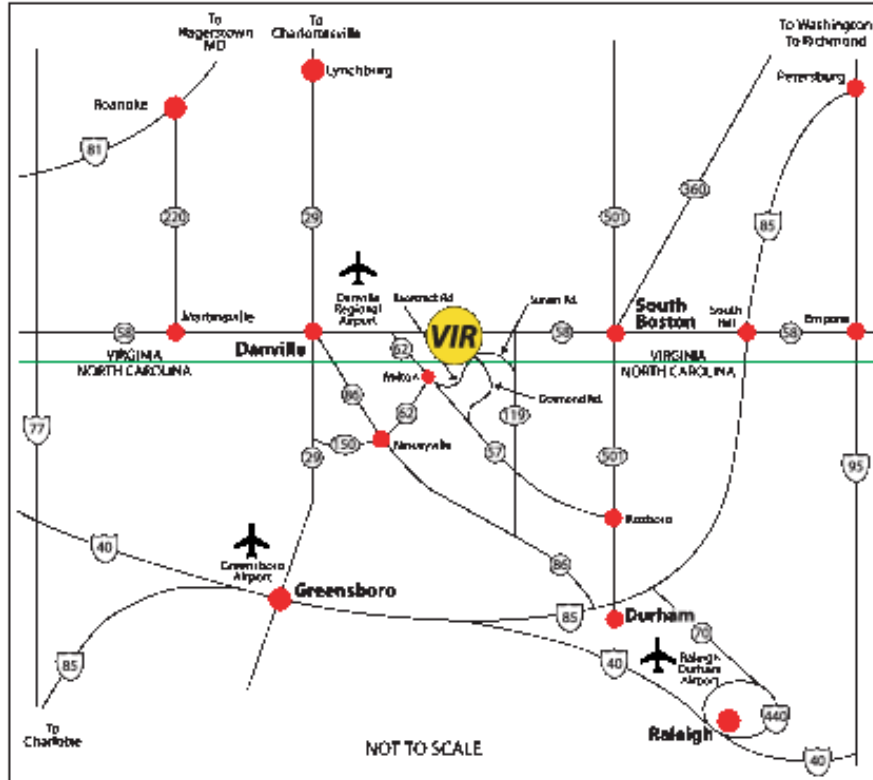 To
Hagerstown
MD
To
Charlottesville
To Washington
To Richmond
Lynchburg
Petersburg
Roanoke
81
220
29
501
360
85
Danville
Regional
Airport
VIR
South
Boston
South
Hill
Emporia
Martinsville
58
Danville
62
58
58
VIRGINIA
NORTH CAROLINA
VIRGINIA
NORTH CAROLINA
Milton
86
62
119
77
150
29
57
501
95
Roxboro
40
Greensboro
Airport
86
Greensboro
85
Durham
70
85
40
Raleigh
Durham
Airport
To
Charlotte
NOT TO SCALE
Raleigh
440
40